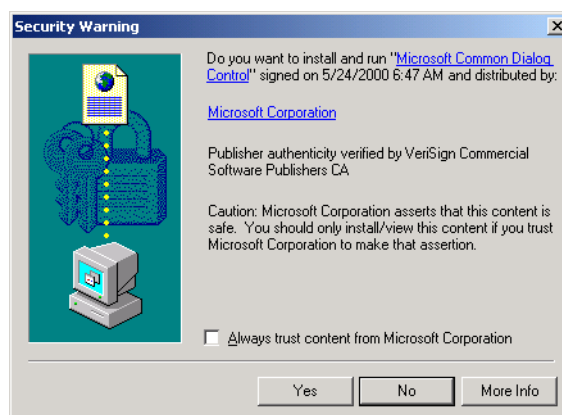 Security Warning
Do you want to install and run "Microsoft Common Dialog
Control" signed on 5/24/2000 6:47 AM and distributed by:
Microsoft Corporation
Publisher authenticity verified by VeriSign Commercial
Software Publishers CA
Caution: Microsoft Corporation asserts that this content is
safe. You should only install/view this content if you trust
Microsoft Corporation to make that assertion.
Always trust content from Microsoft Corporation
Yes No More Info